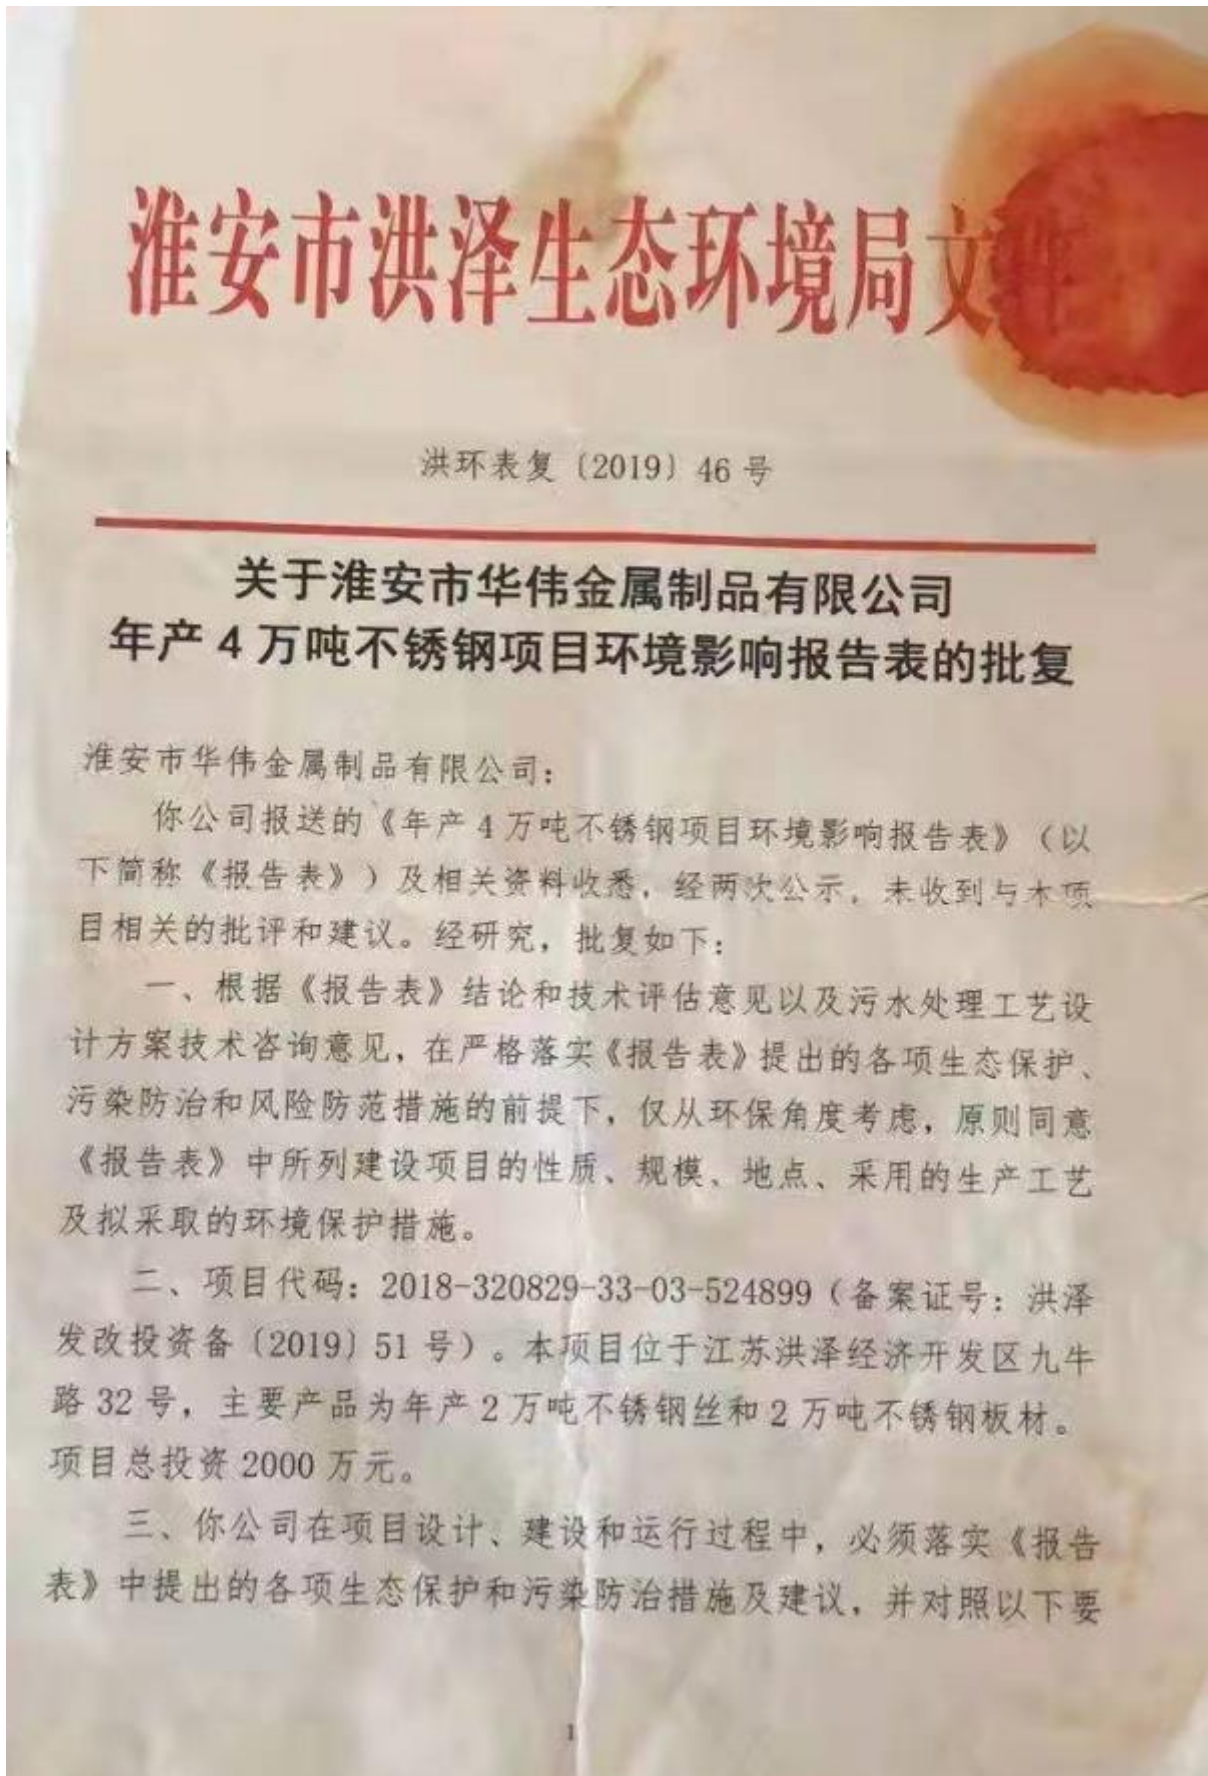 淮安市洪泽生态环境局文件
洪环表复〔2019〕46号
关于淮安市华伟金属制品有限公司
年产4万吨不锈钢项目环境影响报告表的批复
淮安市华伟金属制品有限公司：
你公司报送的《年产4万吨不锈钢项目环境影响报告表》（以
下简称《报告表》）及相关资料收悉，经两次公示，未收到与本项
目相关的批评和建议。经研究，批复如下：
一、根据《报告表》结论和技术评估意见以及污水处理工艺设
计方案技术咨询意见，在严格落实《报告表》提出的各项生态保护、
污染防治和风险防范措施的前提下，仅从环保角度考虑，原则同意
《报告表》中所列建设项目的性质、规模、地点、采用的生产工艺
及拟采取的环境保护措施。
二、项目代码：2018-320829-33-03-524899（备案证号：洪泽
发改投资备〔2019〕51号）。本项目位于江苏洪泽经济开发区九牛
路32号，主要产品为年产2万吨不锈钢丝和2万吨不锈钢板材。
项目总投资2000万元。
三、你公司在项目设计、建设和运行过程中，必须落实《报告
表》中提出的各项生态保护和污染防治措施及建议，并对照以下要
1